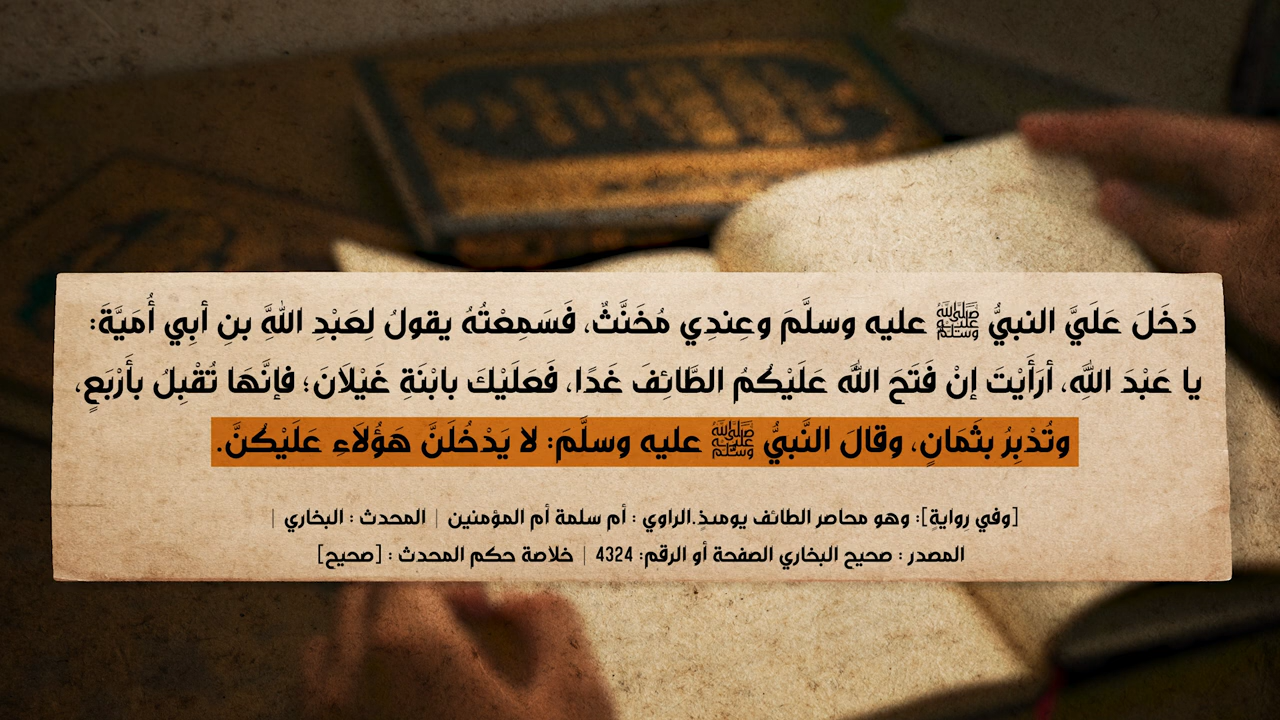 دَخَلَ عَلَيَّ النبيُّ ﷺ عليه وسلَّمَ وعِندِي مُخَنَّثٌ، فَسَمِعْتُهُ يقولُ لِعَبْدِ اللَّهِ بنِ أبِي أُمَيَّةَ:
يا عَبْدَ اللَّهِ، أرَأَيْتَ إنْ فَتَحَ اللَّه عَلَيْكُمُ الطَّائِفَ غَدًا، فَعَلَيْكَ بابْنَةِ غَيْلَانَ؛ فإنَّهَا تُقْبِلُ بأَرْبَعٍ،
وتُدْبِرُ بثَمَانٍ، وقالَ النَّبيُّ ﷺ عليه وسلَّمَ: لا يَدْخُلَنَّ هَؤُلَاءِ عَلَيْكنَّ.
[وفي روايةٍ]: وهو محاصر الطائف يومىذ.الراوي : أم سلمة أم المؤمنين | المحدث : البخاري |
المصدر : صحيح البخاري الصفحة أو الرقم: 4324 | خلاصة حكم المحدث : [صحيح]